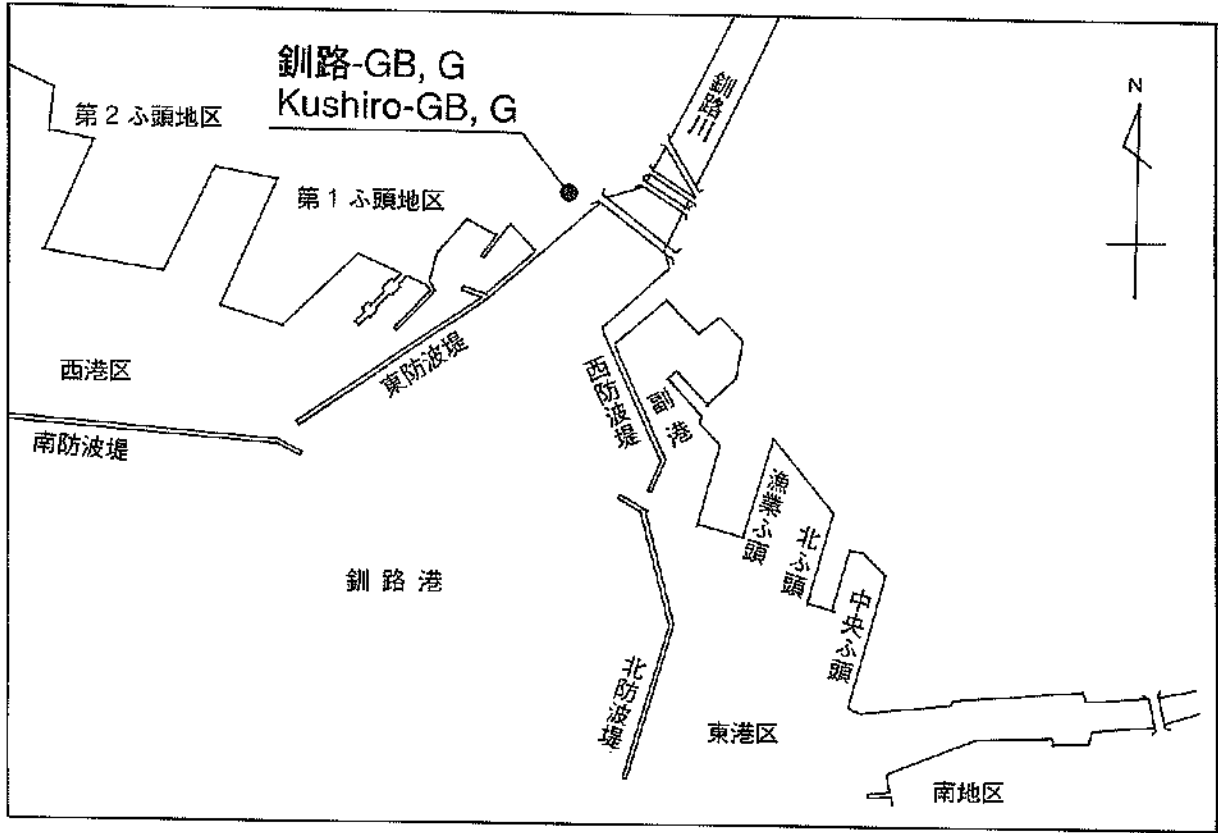 釧路-GB, G
Kushiro-GB, G
釧路川
N
第2ふ頭地区
第1ふ頭地区
西港区
東防波堤
南防波堤
西防波堤
副港
漁業ふ頭
北ふ頭
中央ふ頭
釧路港
北防波堤
東港区
南地区